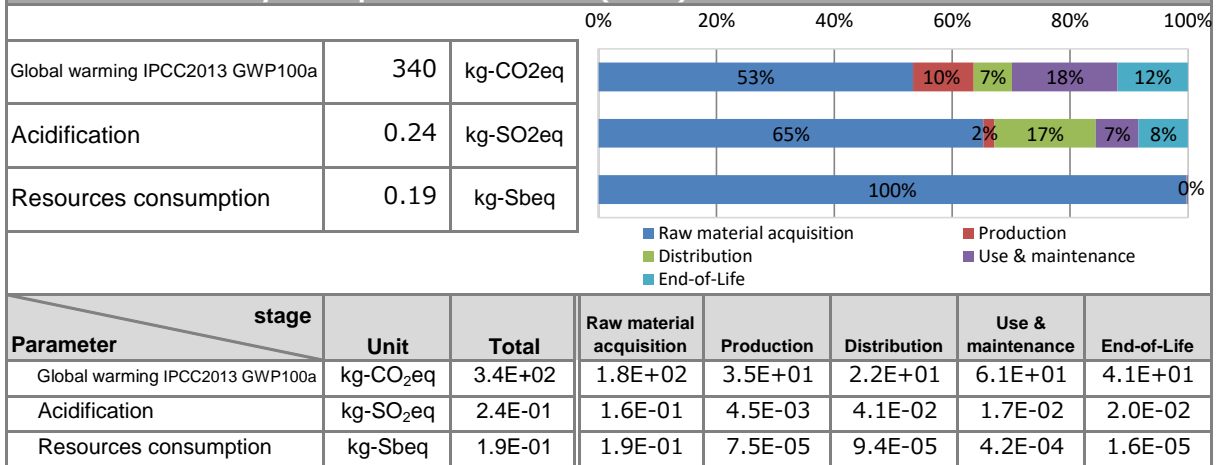 0% 20% 40% 60% 80% 100%
Global warming IPCC2013 GWP100a 340 kg-CO2eq
53% 10% 7% 18% 12%
Acidification 0.24 kg-SO2eq
65% 2% 17% 7% 8%
Resources consumption 0.19 kg-Sbeq
100% 0%
Raw material acquisition Production
Distribution Use & maintenance
End-of-Life
stage
Parameter Unit Total Raw material acquisition Production Distribution Use & maintenance End-of-Life
Global warming IPCC2013 GWP100a kg-CO₂eq 3.4E+02 1.8E+02 3.5E+01 2.2E+01 6.1E+01 4.1E+01
Acidification kg-SO₂eq 2.4E-01 1.6E-01 4.5E-03 4.1E-02 1.7E-02 2.0E-02
Resources consumption kg-Sbeq 1.9E-01 1.9E-01 7.5E-05 9.4E-05 4.2E-04 1.6E-05